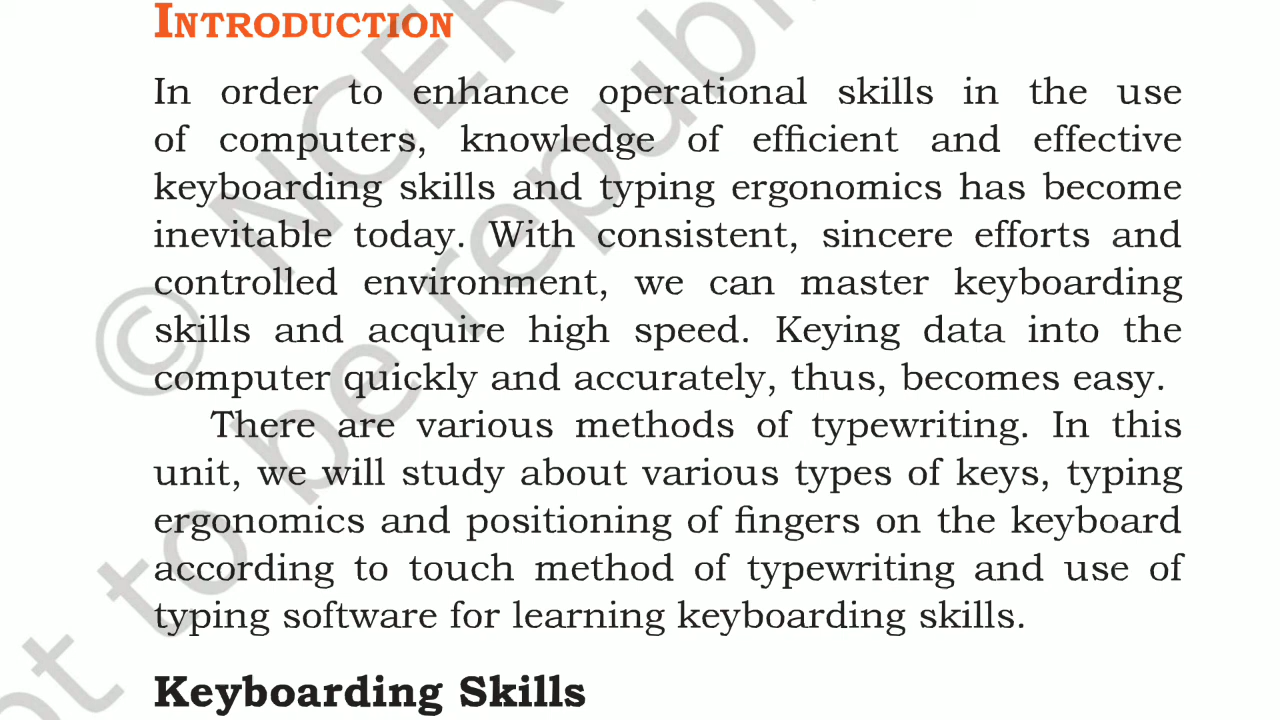 INTRODUCTION
In order to enhance operational skills in the use
of computers, knowledge of efficient and effective
keyboarding skills and typing ergonomics has become
inevitable today. With consistent, sincere efforts and
controlled environment, we can master keyboarding
skills and acquire high speed. Keying data into the
computer quickly and accurately, thus, becomes easy.
There are various methods of typewriting. In this
unit, we will study about various types of keys, typing
ergonomics and positioning of fingers on the keyboard
according to touch method of typewriting and use of
typing software for learning keyboarding skills.
Keyboarding Skills
© NCER
to be republi